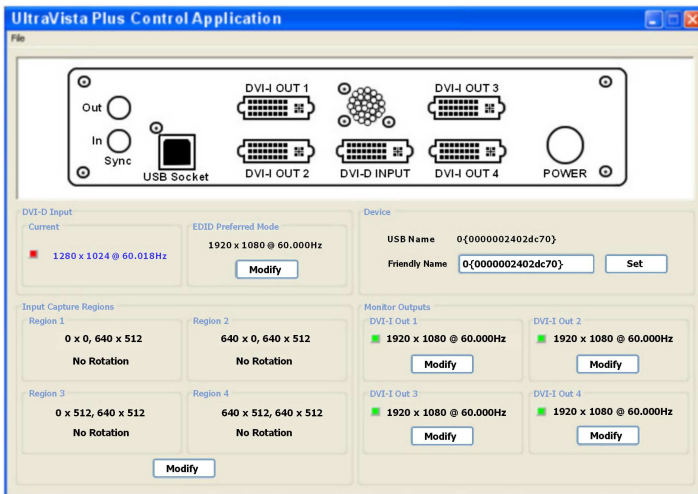 UltraVista Plus Control Application
File
DVI-I OUT 1
DVI-I OUT 3
Out
In
Sync
USB Socket
DVI-I OUT 2
DVI-D INPUT
DVI-I OUT 4
POWER
DVI-D Input
Current
1280 x 1024 @ 60.018Hz
EDID Preferred Mode
1920 x 1080 @ 60.000Hz
Modify
Device
USB Name 0{0000002402dc70}
Friendly Name 0{0000002402dc70} Set
Input Capture Regions
Region 1
0 x 0, 640 x 512
No Rotation
Region 2
640 x 0, 640 x 512
No Rotation
Region 3
0 x 512, 640 x 512
No Rotation
Region 4
640 x 512, 640 x 512
No Rotation
Modify
Monitor Outputs
DVI-I Out 1
1920 x 1080 @ 60.000Hz
Modify
DVI-I Out 2
1920 x 1080 @ 60.000Hz
Modify
DVI-I Out 3
1920 x 1080 @ 60.000Hz
Modify
DVI-I Out 4
1920 x 1080 @ 60.000Hz
Modify